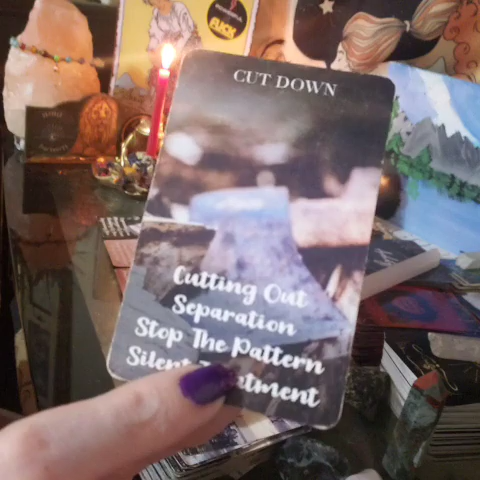 CUT DOWN
Cutting Out
Separation
Stop The Pattern
Silent